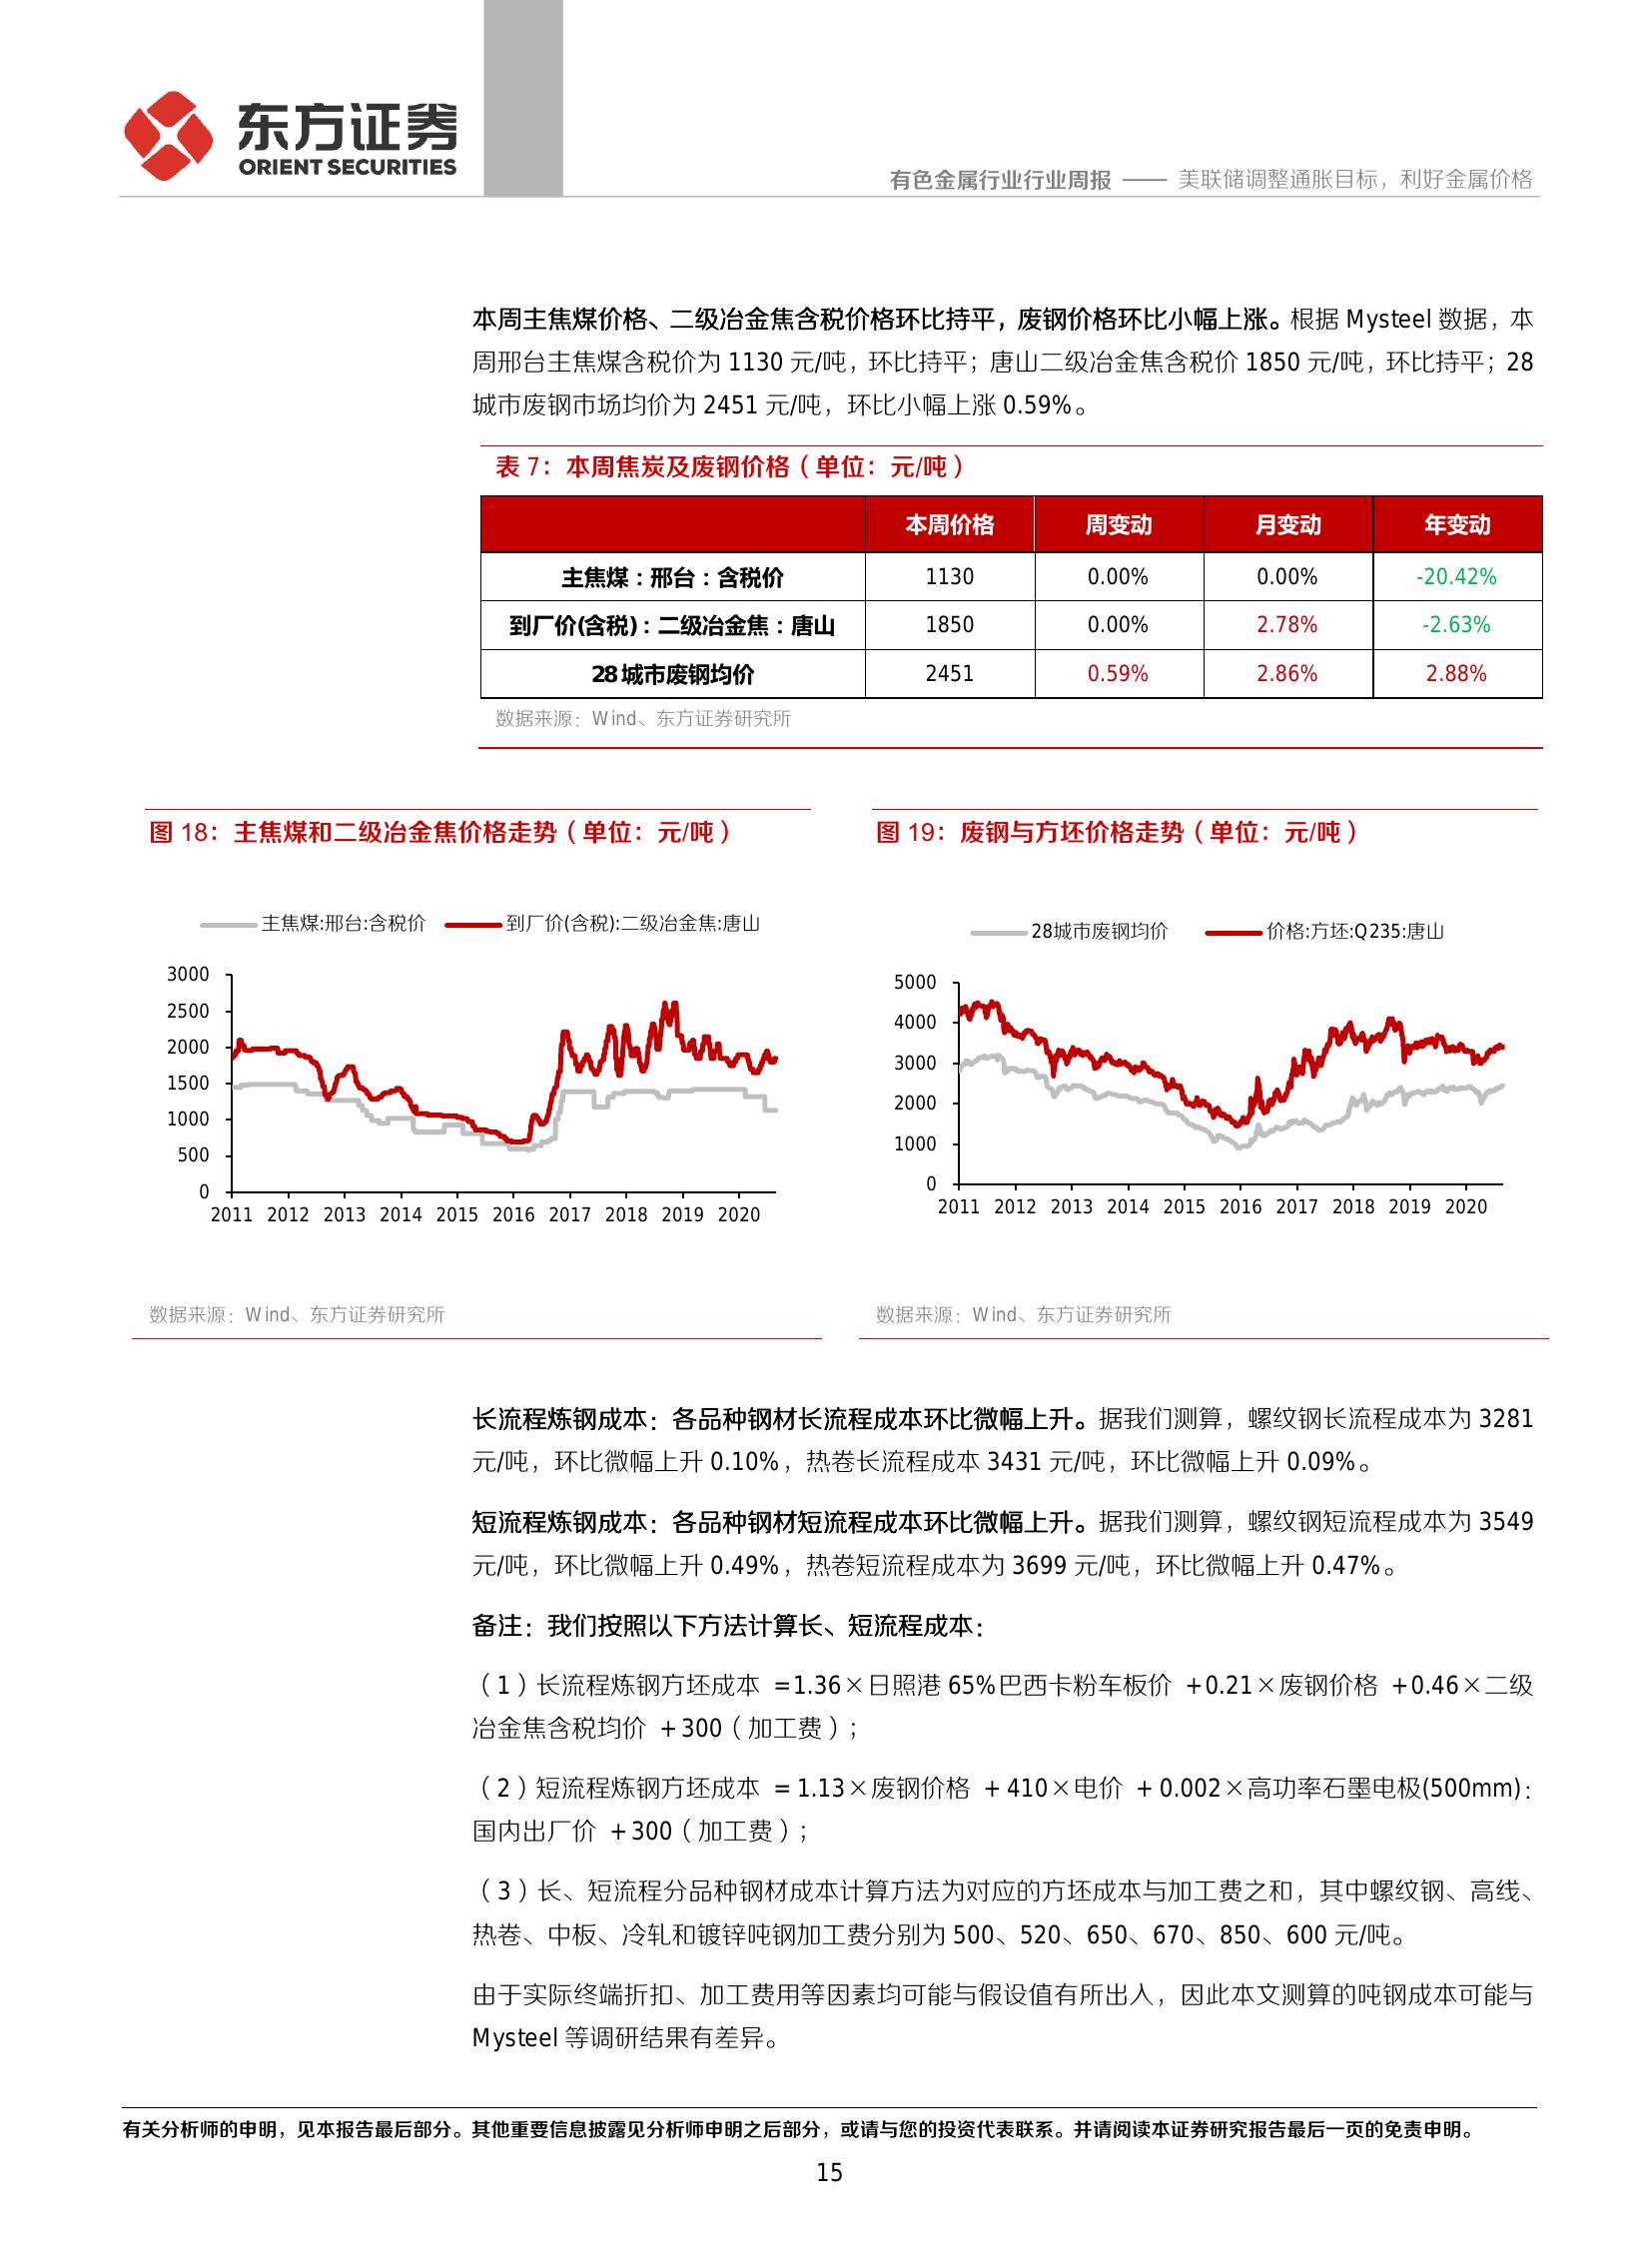 东方证券
ORIENT SECURITIES
有色金属行业行业周报 —— 美联储调整通胀目标，利好金属价格
本周主焦煤价格、二级冶金焦含税价格环比持平，废钢价格环比小幅上涨。根据 Mysteel 数据，本
周邢台主焦煤含税价为 1130 元/吨，环比持平；唐山二级冶金焦含税价 1850 元/吨，环比持平；28
城市废钢市场均价为 2451 元/吨，环比小幅上涨 0.59%。
表 7：本周焦炭及废钢价格（单位：元/吨）
本周价格 周变动 月变动 年变动
主焦煤：邢台：含税价 1130 0.00% 0.00% -20.42%
到厂价(含税)：二级冶金焦：唐山 1850 0.00% 2.78% -2.63%
28城市废钢均价 2451 0.59% 2.86% 2.88%
数据来源：Wind、东方证券研究所
图 18：主焦煤和二级冶金焦价格走势（单位：元/吨）
主焦煤:邢台:含税价 到厂价(含税):二级冶金焦:唐山
3000
2500
2000
1500
1000
500
0
2011 2012 2013 2014 2015 2016 2017 2018 2019 2020
数据来源：Wind、东方证券研究所
图 19：废钢与方坯价格走势（单位：元/吨）
28城市废钢均价 价格:方坯:Q235:唐山
5000
4000
3000
2000
1000
0
2011 2012 2013 2014 2015 2016 2017 2018 2019 2020
数据来源：Wind、东方证券研究所
长流程炼钢成本：各品种钢材长流程成本环比微幅上升。据我们测算，螺纹钢长流程成本为 3281
元/吨，环比微幅上升 0.10%，热卷长流程成本 3431 元/吨，环比微幅上升 0.09%。
短流程炼钢成本：各品种钢材短流程成本环比微幅上升。据我们测算，螺纹钢短流程成本为 3549
元/吨，环比微幅上升 0.49%，热卷短流程成本为 3699 元/吨，环比微幅上升 0.47%。
备注：我们按照以下方法计算长、短流程成本：
（1）长流程炼钢方坯成本 =1.36×日照港 65%巴西卡粉车板价 +0.21×废钢价格 +0.46×二级
冶金焦含税均价 +300（加工费）；
（2）短流程炼钢方坯成本 =1.13×废钢价格 +410×电价 +0.002×高功率石墨电极(500mm)：
国内出厂价 +300（加工费）；
（3）长、短流程分品种钢材成本计算方法为对应的方坯成本与加工费之和，其中螺纹钢、高线、
热卷、中板、冷轧和镀锌吨钢加工费分别为 500、520、650、670、850、600 元/吨。
由于实际终端折扣、加工费用等因素均可能与假设值有所出入，因此本文测算的吨钢成本可能与
Mysteel 等调研结果有差异。
有关分析师的申明，见本报告最后部分。其他重要信息披露见分析师申明之后部分，或请与您的投资代表联系。并请阅读本证券研究报告最后一页的免责申明。
15